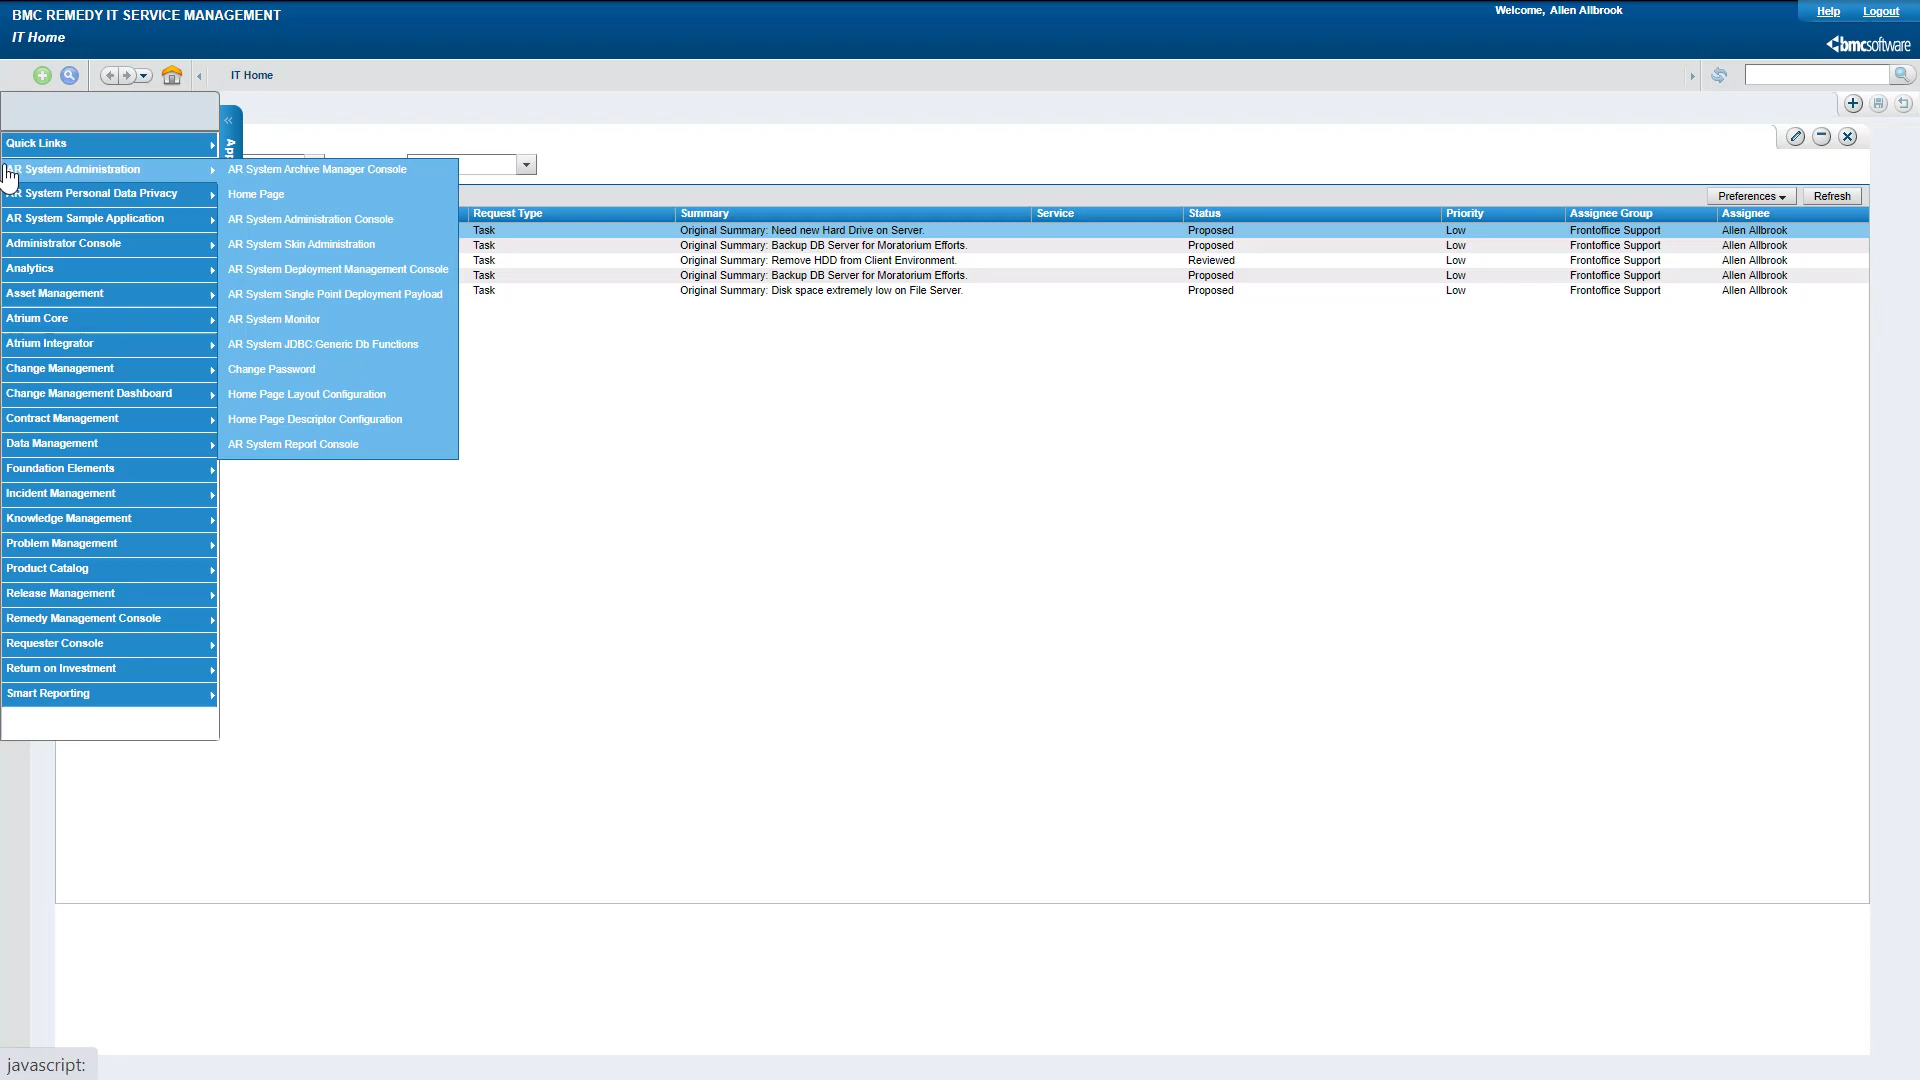 BMC REMEDY IT SERVICE MANAGEMENT
Welcome, Allen Allbrook
Help
Logout
IT Home
bmcsoftware
IT Home
Quick Links
AR System Administration
AR System Personal Data Privacy
AR System Sample Application
Administrator Console
Analytics
Asset Management
Atrium Core
Atrium Integrator
Change Management
Change Management Dashboard
Contract Management
Data Management
Foundation Elements
Incident Management
Knowledge Management
Problem Management
Product Catalog
Release Management
Remedy Management Console
Requester Console
Return on Investment
Smart Reporting
AR System Archive Manager Console
Home Page
AR System Administration Console
AR System Skin Administration
AR System Deployment Management Console
AR System Single Point Deployment Payload
AR System Monitor
AR System JDBC:Generic Db Functions
Change Password
Home Page Layout Configuration
Home Page Descriptor Configuration
AR System Report Console
Preferences
Refresh
Request Type Summary Service Status Priority Assignee Group Assignee
Task Original Summary: Need new Hard Drive on Server. Proposed Low Frontoffice Support Allen Allbrook
Task Original Summary: Backup DB Server for Moratorium Efforts. Proposed Low Frontoffice Support Allen Allbrook
Task Original Summary: Remove HDD from Client Environment. Reviewed Low Frontoffice Support Allen Allbrook
Task Original Summary: Backup DB Server for Moratorium Efforts. Proposed Low Frontoffice Support Allen Allbrook
Task Original Summary: Disk space extremely low on File Server. Proposed Low Frontoffice Support Allen Allbrook
javascript: